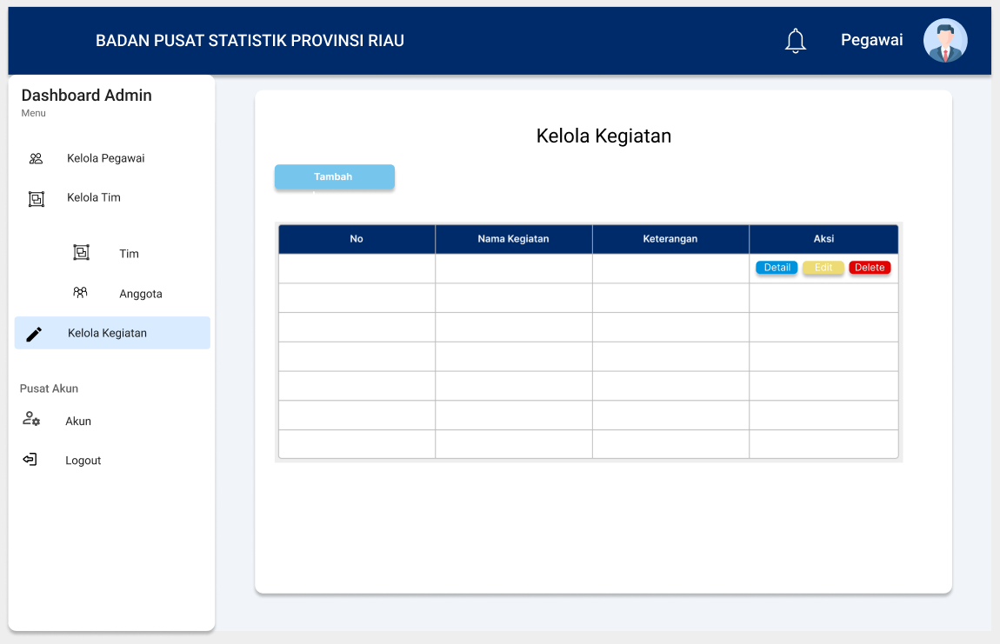 BADAN PUSAT STATISTIK PROVINSI RIAU
Pegawai
Dashboard Admin
Menu
Kelola Pegawai
Kelola Tim
Tim
Anggota
Kelola Kegiatan
Pusat Akun
Akun
Logout
Kelola Kegiatan
Tambah
No Nama Kegiatan Keterangan Aksi
Detail Edit Delete